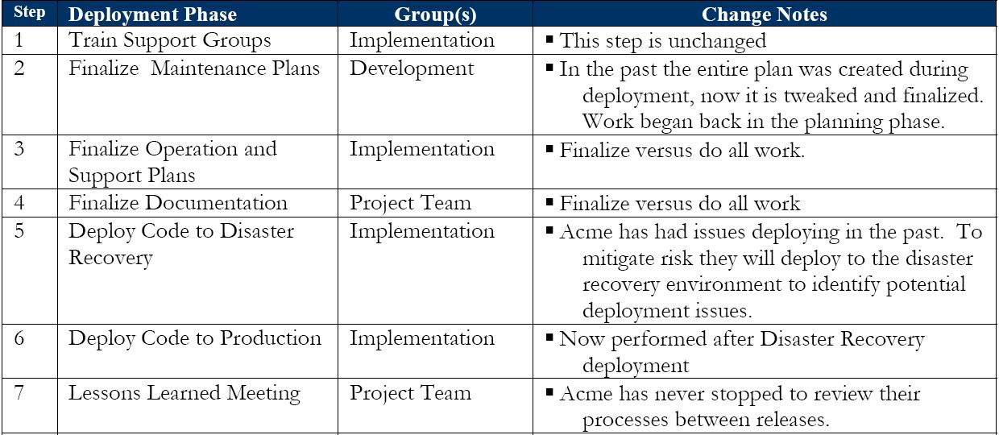 Step Deployment Phase Group(s) Change Notes
1 Train Support Groups Implementation ▪ This step is unchanged
2 Finalize  Maintenance Plans Development ▪ In the past the entire plan was created during
deployment, now it is tweaked and finalized.
Work began back in the planning phase.
3 Finalize Operation and Implementation ▪ Finalize versus do all work.
Support Plans
4 Finalize Documentation Project Team ▪ Finalize versus do all work
5 Deploy Code to Disaster Implementation ▪ Acme has had issues deploying in the past.  To
Recovery mitigate risk they will deploy to the disaster
recovery environment to identify potential
deployment issues.
6 Deploy Code to Production Implementation ▪ Now performed after Disaster Recovery
deployment
7 Lessons Learned Meeting Project Team ▪ Acme has never stopped to review their
processes between releases.